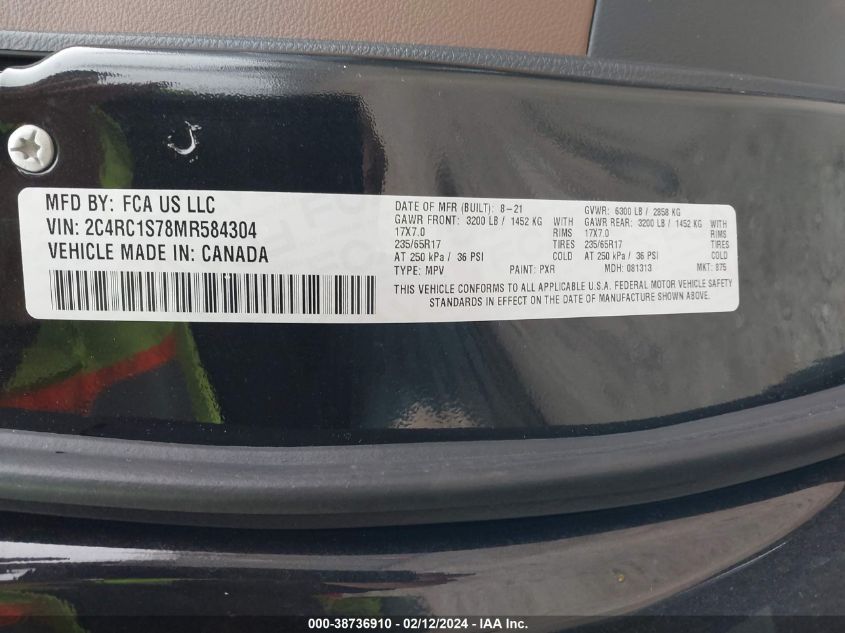 MFD BY: FCA US LLC
VIN: 2C4RC1S78MR584304
VEHICLE MADE IN: CANADA
DATE OF MFR (BUILT): 8-21 GVWR: 6300 LB / 2858 KG
GAWR FRONT: 3200 LB / 1452 KG WITH GAWR REAR: 3200 LB / 1452 KG WITH
17X7.0 RIMS 17X7.0 RIMS
235/65R17 TIRES 235/65R17 TIRES
AT 250 kPa / 36 PSI COLD AT 250 kPa / 36 PSI COLD
TYPE: MPV PAINT: PXR MDH: 081313 MKT: 875
THIS VEHICLE CONFORMS TO ALL APPLICABLE U.S.A. FEDERAL MOTOR VEHICLE SAFETY
STANDARDS IN EFFECT ON THE DATE OF MANUFACTURE SHOWN ABOVE.
000-38736910 - 02/12/2024 - IMPACT AUTO AUCTIONS, LLC.